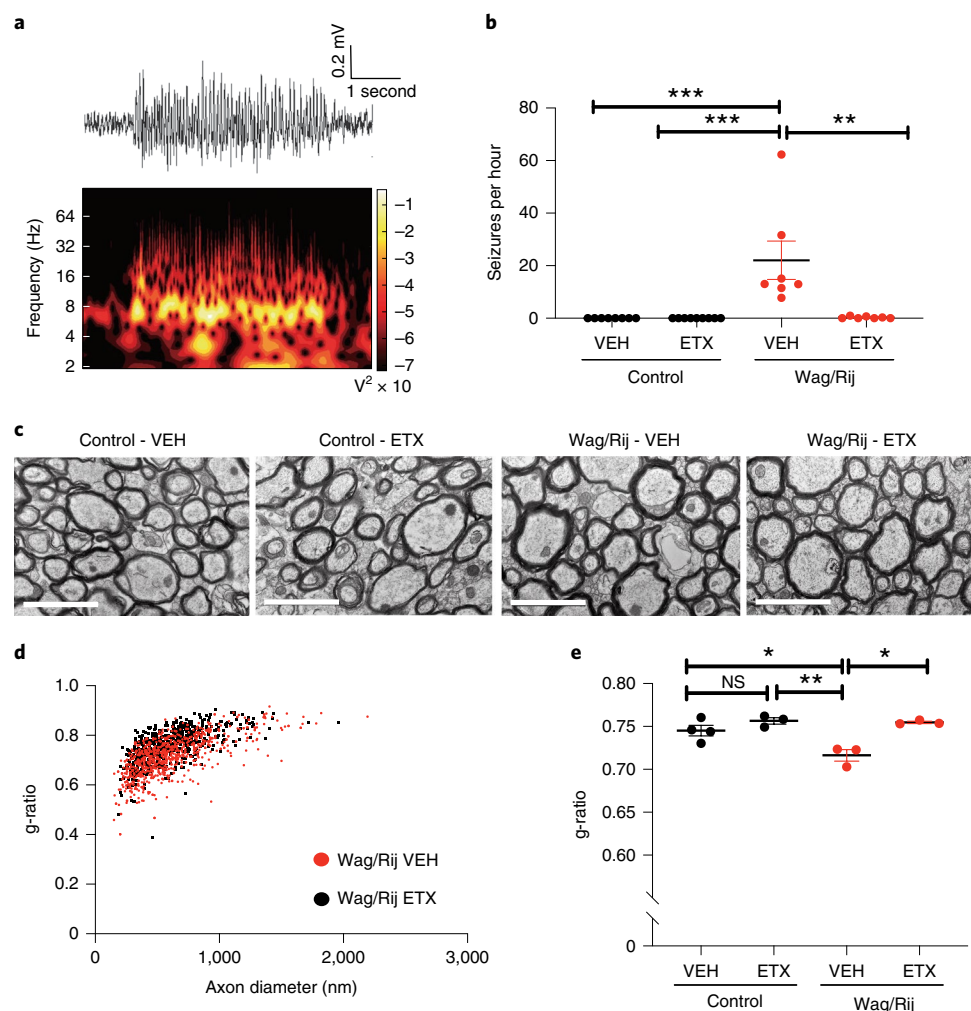 a
0.2 mV
1 second
Frequency (Hz)
64
32
16
8
4
2
–1
–2
–3
–4
–5
–6
–7
V² × 10
b
***
***
**
Seizures per hour
80
60
40
20
0
VEH
ETX
VEH
ETX
Control
Wag/Rij
c
Control - VEH
Control - ETX
Wag/Rij - VEH
Wag/Rij - ETX
d
g-ratio
1.0
0.8
0.6
0.4
0.2
0
Wag/Rij VEH
Wag/Rij ETX
0
1,000
2,000
3,000
Axon diameter (nm)
e
*
*
NS
**
g-ratio
0.80
0.75
0.70
0.65
0.60
0
VEH
ETX
VEH
ETX
Control
Wag/Rij